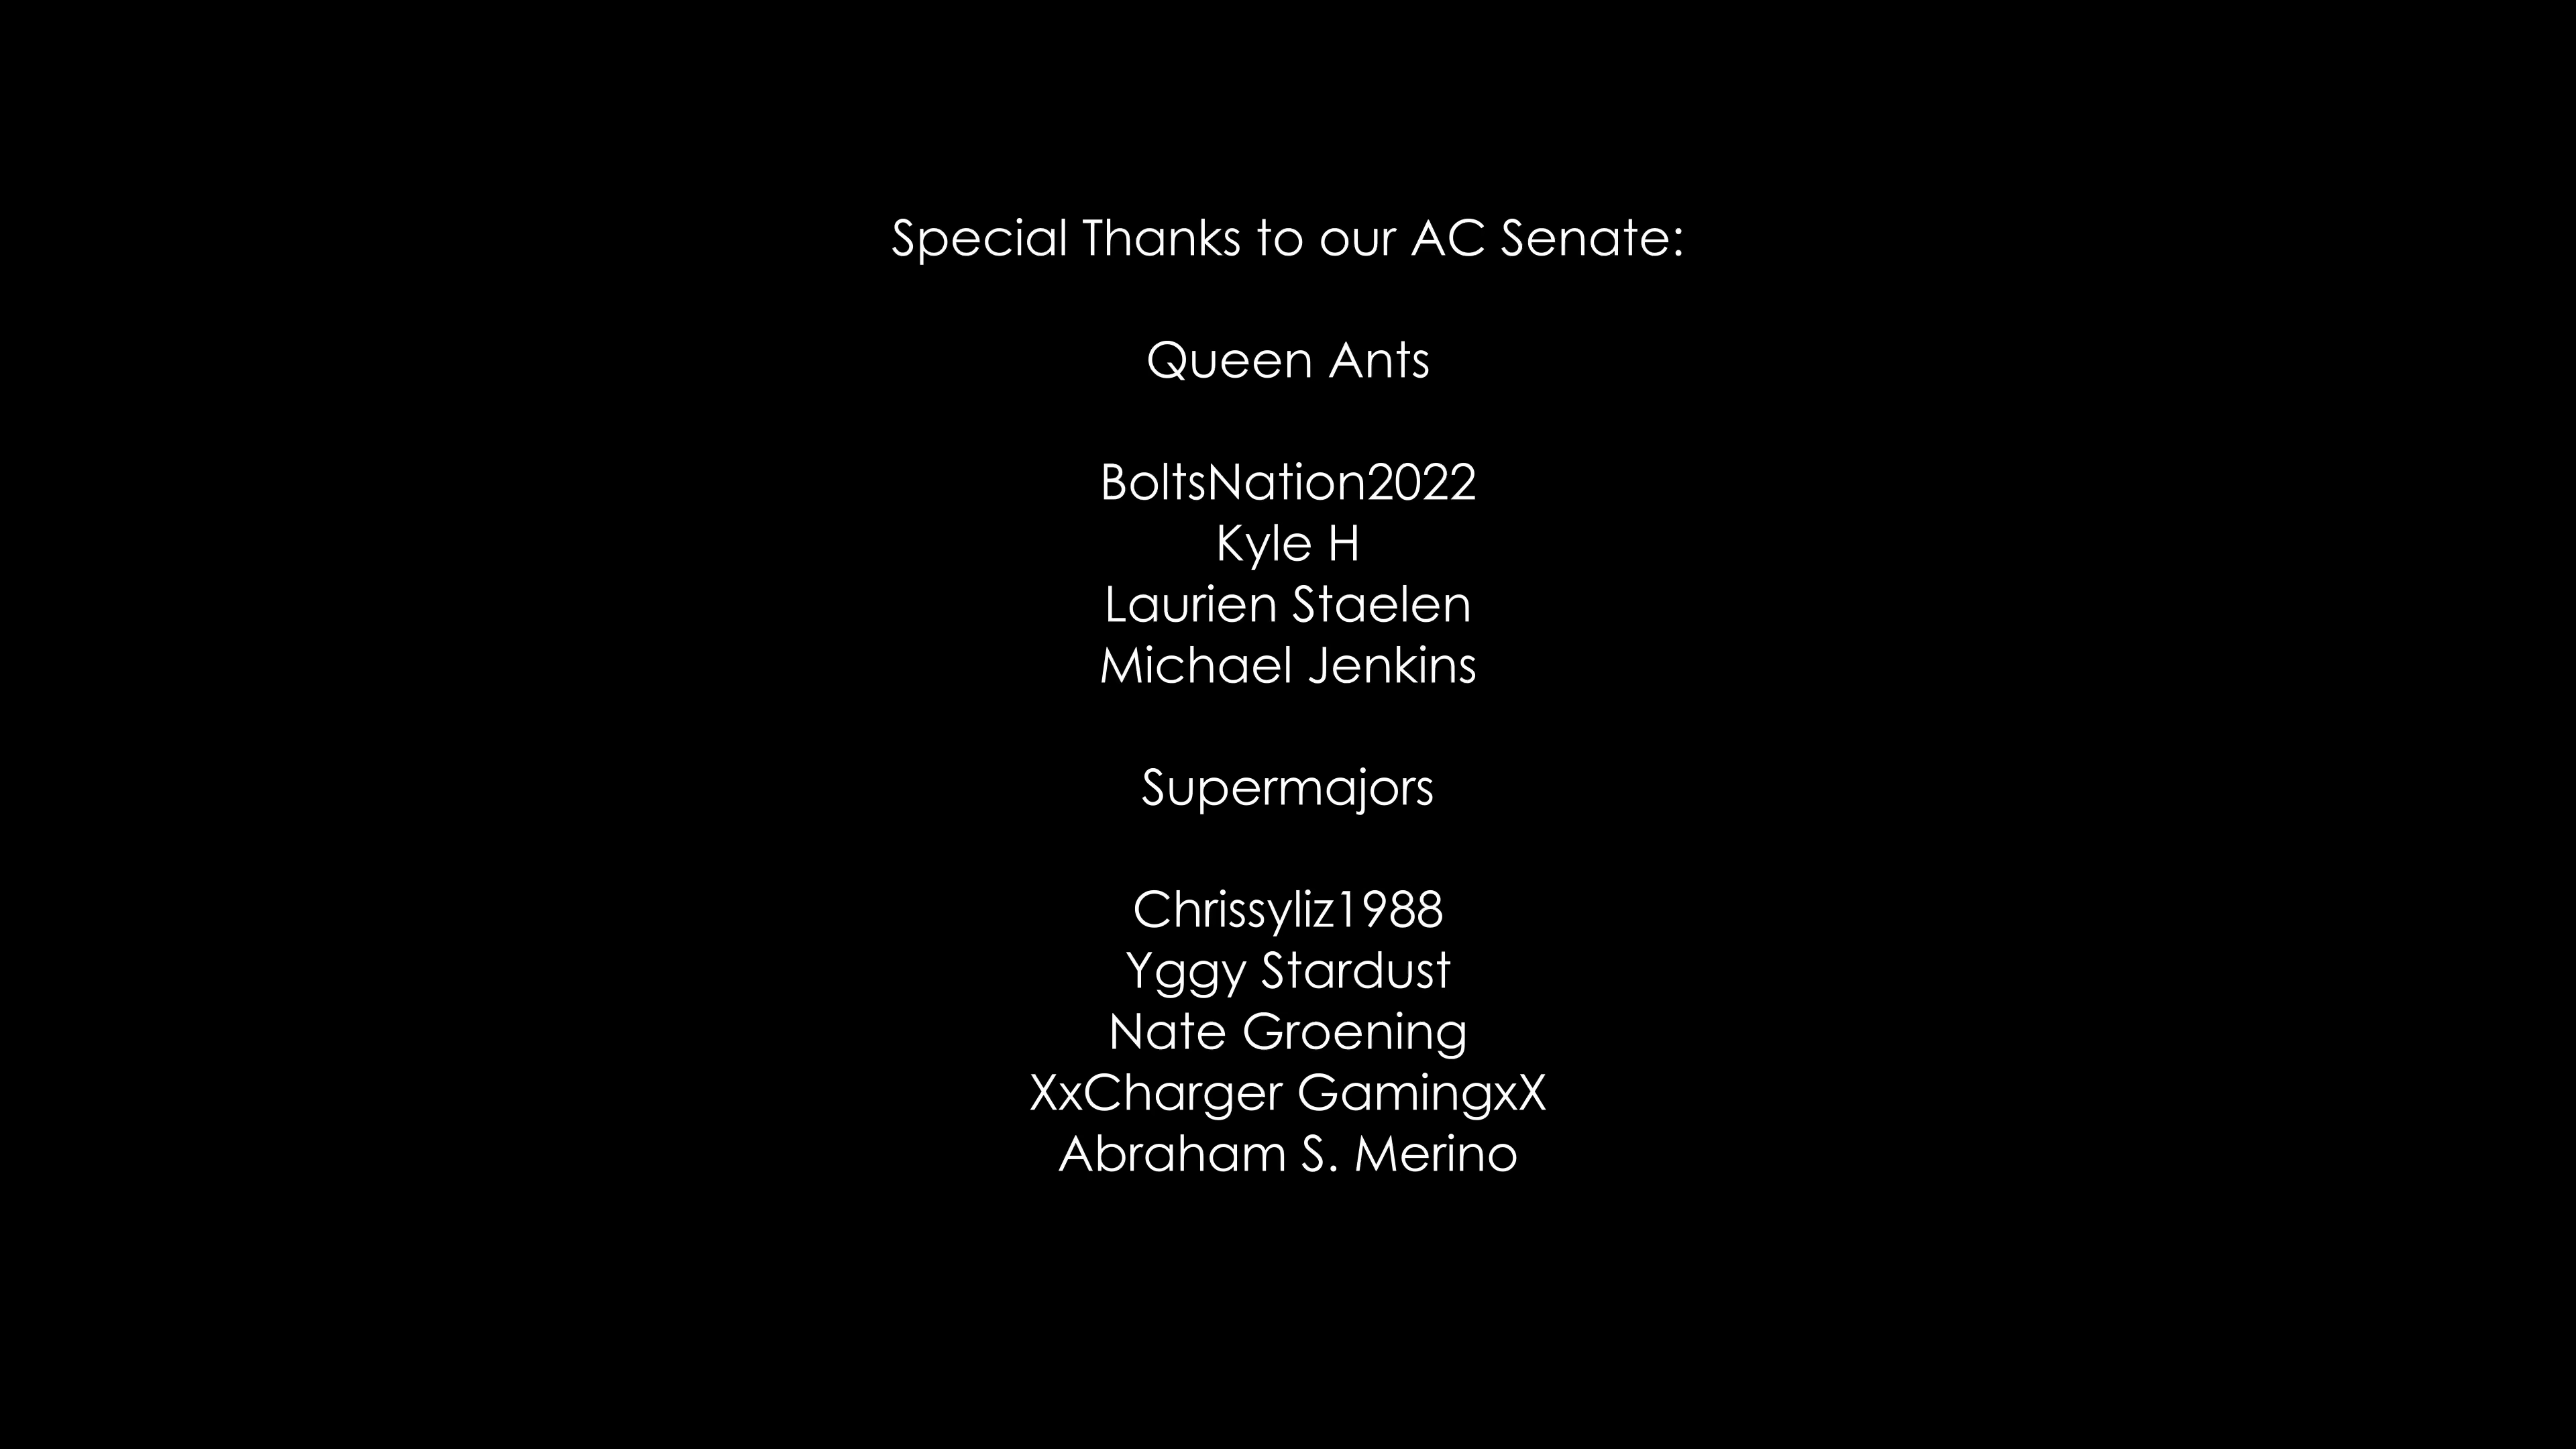 Special Thanks to our AC Senate:
Queen Ants
BoltsNation2022
Kyle H
Laurien Staelen
Michael Jenkins
Supermajors
Chrissyliz1988
Yggy Stardust
Nate Groening
XxCharger GamingxX
Abraham S. Merino